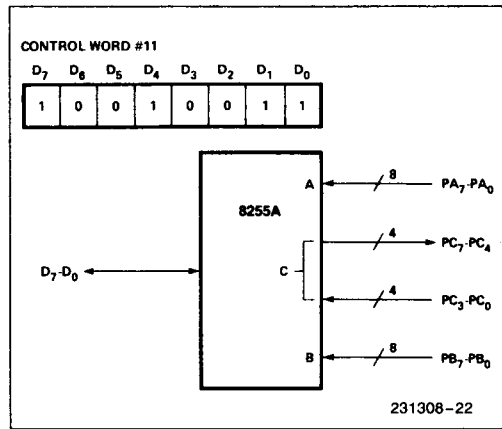 CONTROL WORD #11
D7 D6 D5 D4 D3 D2 D1 D0
1 0 0 1 0 0 1 1
A
8
PA7-PA0
8255A
4
PC7-PC4
D7-D0
C
4
PC3-PC0
B
8
PB7-PB0
231308-22